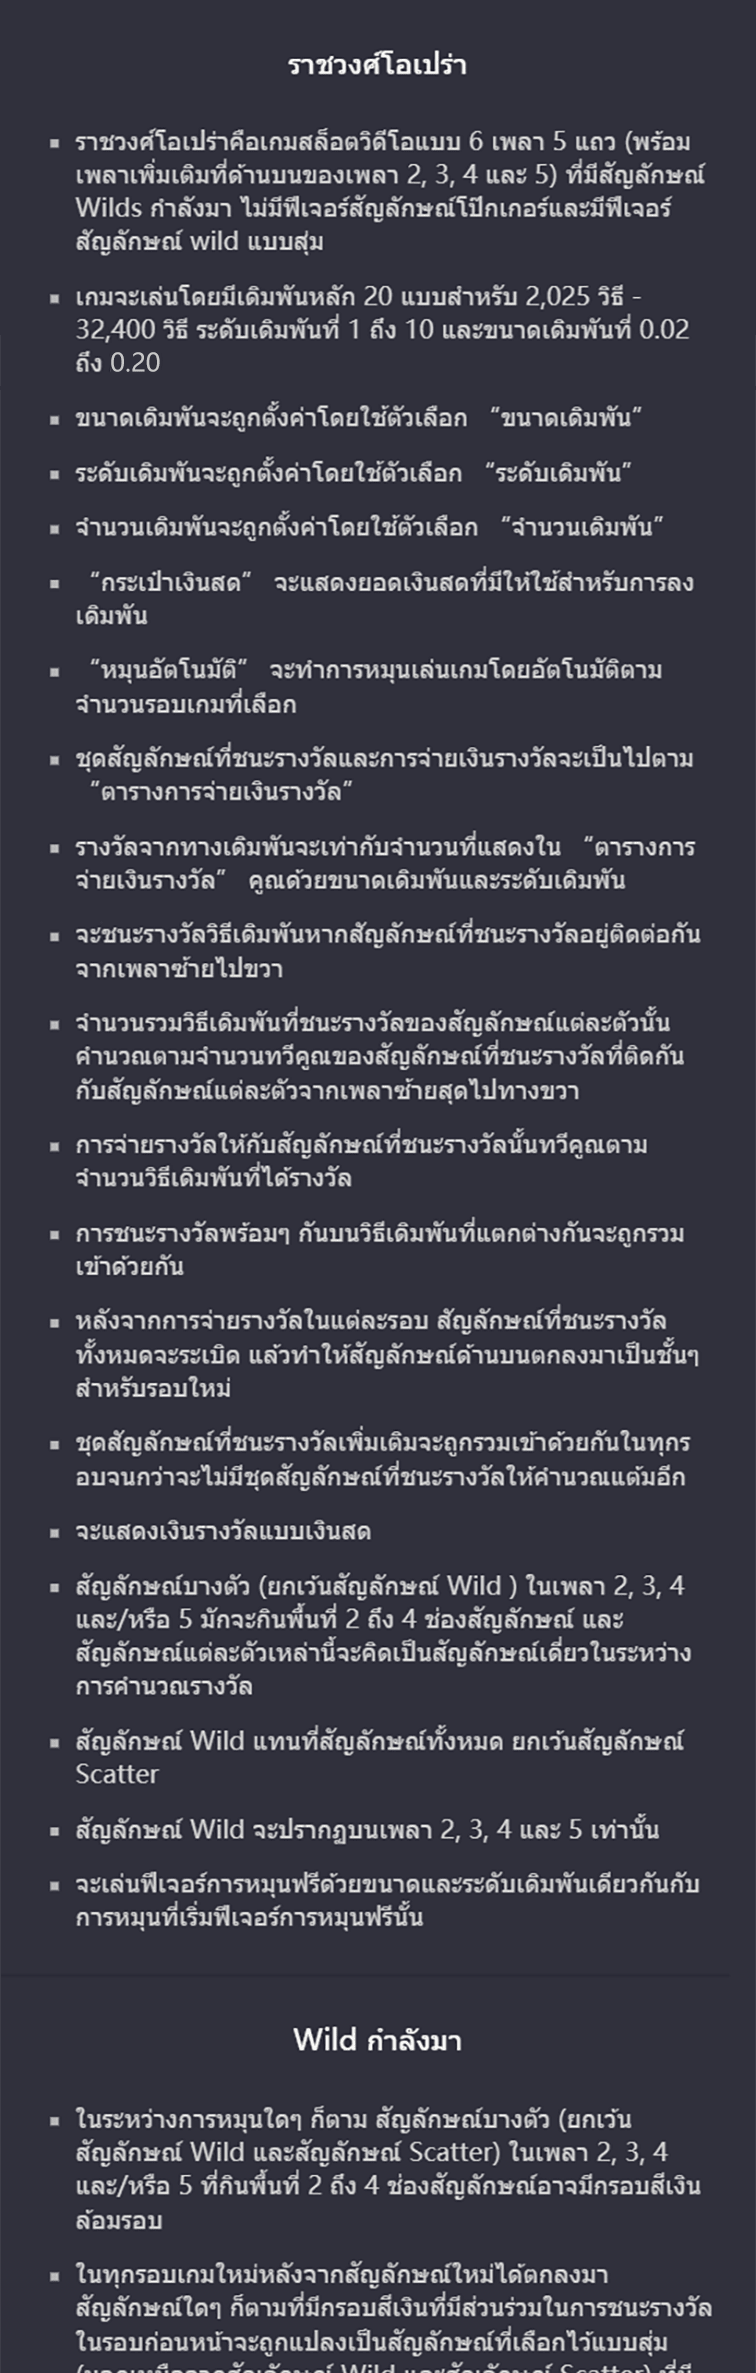 ราชวงศ์โอเปร่า
▪ ราชวงศ์โอเปร่าคือเกมสล็อตวิดีโอแบบ 6 เพลา 5 แถว (พร้อม
เพลาเพิ่มเติมที่ด้านบนของเพลา 2, 3, 4 และ 5) ที่มีสัญลักษณ์
Wilds กำลังมา ไม่มีฟีเจอร์สัญลักษณ์โป๊กเกอร์และมีฟีเจอร์
สัญลักษณ์ wild แบบสุ่ม
▪ เกมจะเล่นโดยมีเดิมพันหลัก 20 แบบสำหรับ 2,025 วิธี -
32,400 วิธี ระดับเดิมพันที่ 1 ถึง 10 และขนาดเดิมพันที่ 0.02
ถึง 0.20
▪ ขนาดเดิมพันจะถูกตั้งค่าโดยใช้ตัวเลือก “ขนาดเดิมพัน”
▪ ระดับเดิมพันจะถูกตั้งค่าโดยใช้ตัวเลือก “ระดับเดิมพัน”
▪ จำนวนเดิมพันจะถูกตั้งค่าโดยใช้ตัวเลือก “จำนวนเดิมพัน”
▪ “กระเป๋าเงินสด” จะแสดงยอดเงินสดที่มีให้ใช้สำหรับการลง
เดิมพัน
▪ “หมุนอัตโนมัติ” จะทำการหมุนเล่นเกมโดยอัตโนมัติตาม
จำนวนรอบเกมที่เลือก
▪ ชุดสัญลักษณ์ที่ชนะรางวัลและการจ่ายเงินรางวัลจะเป็นไปตาม
“ตารางการจ่ายเงินรางวัล”
▪ รางวัลจากทางเดิมพันจะเท่ากับจำนวนที่แสดงใน “ตารางการ
จ่ายเงินรางวัล” คูณด้วยขนาดเดิมพันและระดับเดิมพัน
▪ จะชนะรางวัลวิธีเดิมพันหากสัญลักษณ์ที่ชนะรางวัลอยู่ติดต่อกัน
จากเพลาซ้ายไปขวา
▪ จำนวนรวมวิธีเดิมพันที่ชนะรางวัลของสัญลักษณ์แต่ละตัวนั้น
คำนวณตามจำนวนทวีคูณของสัญลักษณ์ที่ชนะรางวัลที่ติดกัน
กับสัญลักษณ์แต่ละตัวจากเพลาซ้ายสุดไปทางขวา
▪ การจ่ายรางวัลให้กับสัญลักษณ์ที่ชนะรางวัลนั้นทวีคูณตาม
จำนวนวิธีเดิมพันที่ได้รางวัล
▪ การชนะรางวัลพร้อมๆ กันบนวิธีเดิมพันที่แตกต่างกันจะถูกรวม
เข้าด้วยกัน
▪ หลังจากการจ่ายรางวัลในแต่ละรอบ สัญลักษณ์ที่ชนะรางวัล
ทั้งหมดจะระเบิด แล้วทำให้สัญลักษณ์ด้านบนตกลงมาเป็นชั้นๆ
สำหรับรอบใหม่
▪ ชุดสัญลักษณ์ที่ชนะรางวัลเพิ่มเติมจะถูกรวมเข้าด้วยกันในทุกร
อบจนกว่าจะไม่มีชุดสัญลักษณ์ที่ชนะรางวัลให้คำนวณแต้มอีก
▪ จะแสดงเงินรางวัลแบบเงินสด
▪ สัญลักษณ์บางตัว (ยกเว้นสัญลักษณ์ Wild ) ในเพลา 2, 3, 4
และ/หรือ 5 มักจะกินพื้นที่ 2 ถึง 4 ช่องสัญลักษณ์ และ
สัญลักษณ์แต่ละตัวเหล่านี้จะคิดเป็นสัญลักษณ์เดี่ยวในระหว่าง
การคำนวณรางวัล
▪ สัญลักษณ์ Wild แทนที่สัญลักษณ์ทั้งหมด ยกเว้นสัญลักษณ์
Scatter
▪ สัญลักษณ์ Wild จะปรากฏบนเพลา 2, 3, 4 และ 5 เท่านั้น
▪ จะเล่นฟีเจอร์การหมุนฟรีด้วยขนาดและระดับเดิมพันเดียวกันกับ
การหมุนที่เริ่มฟีเจอร์การหมุนฟรีนั้น
Wild กำลังมา
▪ ในระหว่างการหมุนใดๆ ก็ตาม สัญลักษณ์บางตัว (ยกเว้น
สัญลักษณ์ Wild และสัญลักษณ์ Scatter) ในเพลา 2, 3, 4
และ/หรือ 5 ที่กินพื้นที่ 2 ถึง 4 ช่องสัญลักษณ์อาจมีกรอบสีเงิน
ล้อมรอบ
▪ ในทุกรอบเกมใหม่หลังจากสัญลักษณ์ใหม่ได้ตกลงมา
สัญลักษณ์ใดๆ ก็ตามที่มีกรอบสีเงินที่มีส่วนร่วมในการชนะรางวัล
ในรอบก่อนหน้าจะถูกแปลงเป็นสัญลักษณ์ที่เลือกไว้แบบสุ่ม